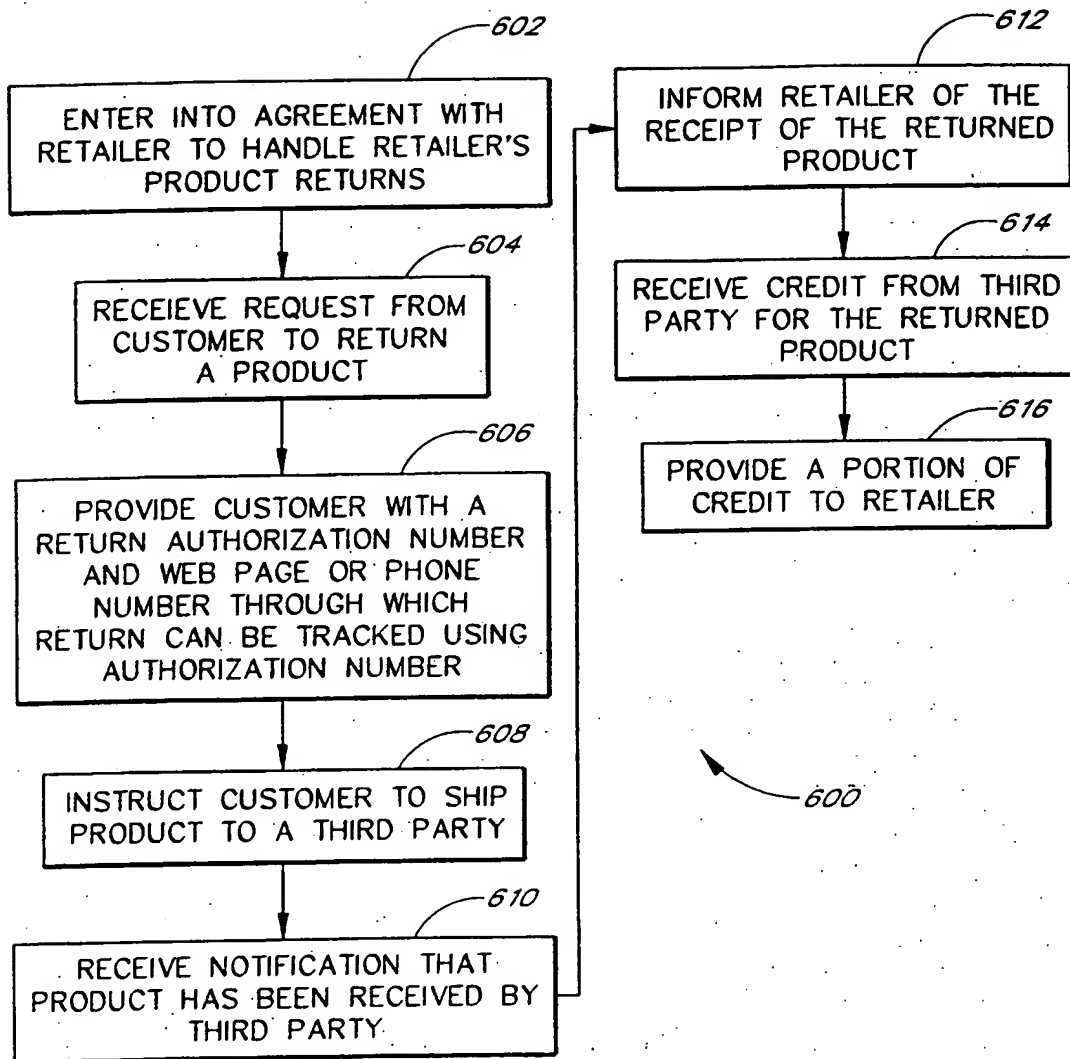 602
ENTER INTO AGREEMENT WITH
RETAILER TO HANDLE RETAILER'S
PRODUCT RETURNS
604
RECEIEVE REQUEST FROM
CUSTOMER TO RETURN
A PRODUCT
606
PROVIDE CUSTOMER WITH A
RETURN AUTHORIZATION NUMBER
AND WEB PAGE OR PHONE
NUMBER THROUGH WHICH
RETURN CAN BE TRACKED USING
AUTHORIZATION NUMBER
608
INSTRUCT CUSTOMER TO SHIP
PRODUCT TO A THIRD PARTY
610
RECEIVE NOTIFICATION THAT
PRODUCT HAS BEEN RECEIVED BY
THIRD PARTY
612
INFORM RETAILER OF THE
RECEIPT OF THE RETURNED
PRODUCT
614
RECEIVE CREDIT FROM THIRD
PARTY FOR THE RETURNED
PRODUCT
616
PROVIDE A PORTION OF
CREDIT TO RETAILER
600